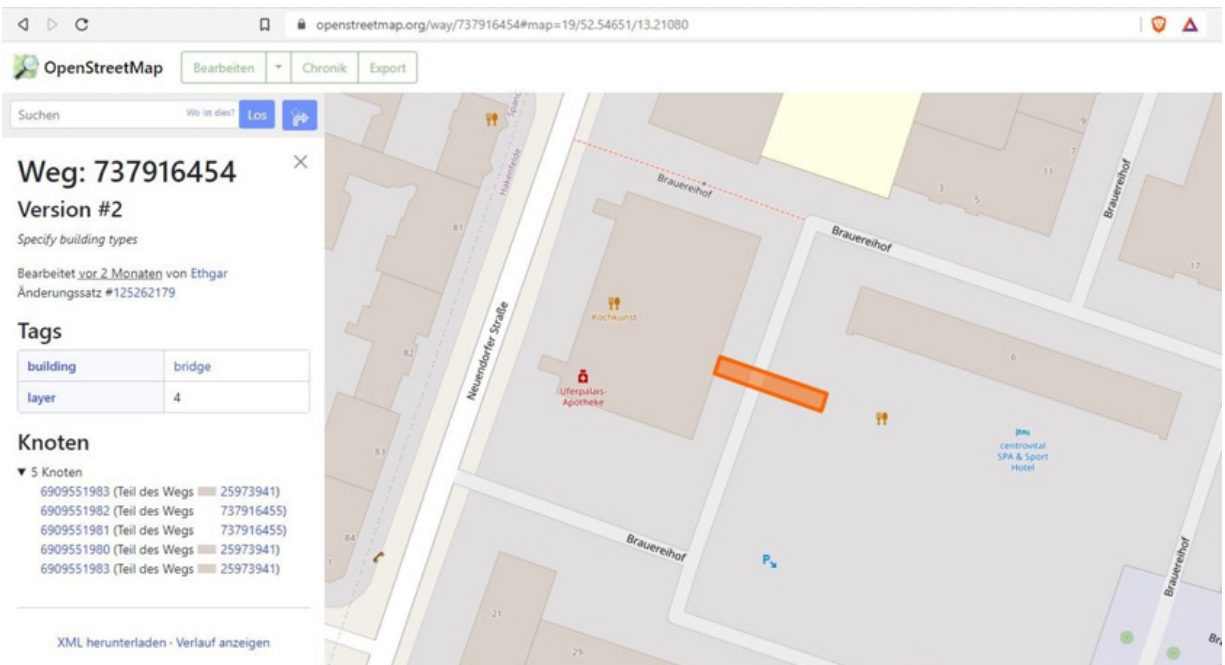 openstreetmap.org/way/737916454#map=19/52.54651/13.21080
OpenStreetMap
Bearbeiten
Chronik
Export
Suchen
Wo ist dies?
Los
Weg: 737916454
Version #2
Specify building types
Bearbeitet vor 2 Monaten von Ethgar
Änderungssatz #125262179
Tags
building bridge
layer 4
Knoten
▼ 5 Knoten
6909551983 (Teil des Wegs 25973941)
6909551982 (Teil des Wegs 737916455)
6909551981 (Teil des Wegs 737916455)
6909551980 (Teil des Wegs 25973941)
6909551983 (Teil des Wegs 25973941)
XML herunterladen · Verlauf anzeigen
Hakenfelde
81
82
83
84
Neuendorfer Straße
Brauereihof
Brauereihof
Brauereihof
9
7
11
3
5
17
Kochkunst
Uferpalais-
Apotheke
6
centrovital
SPA & Sport
Hotel
Brauereihof
P
Brauereihof
21
29